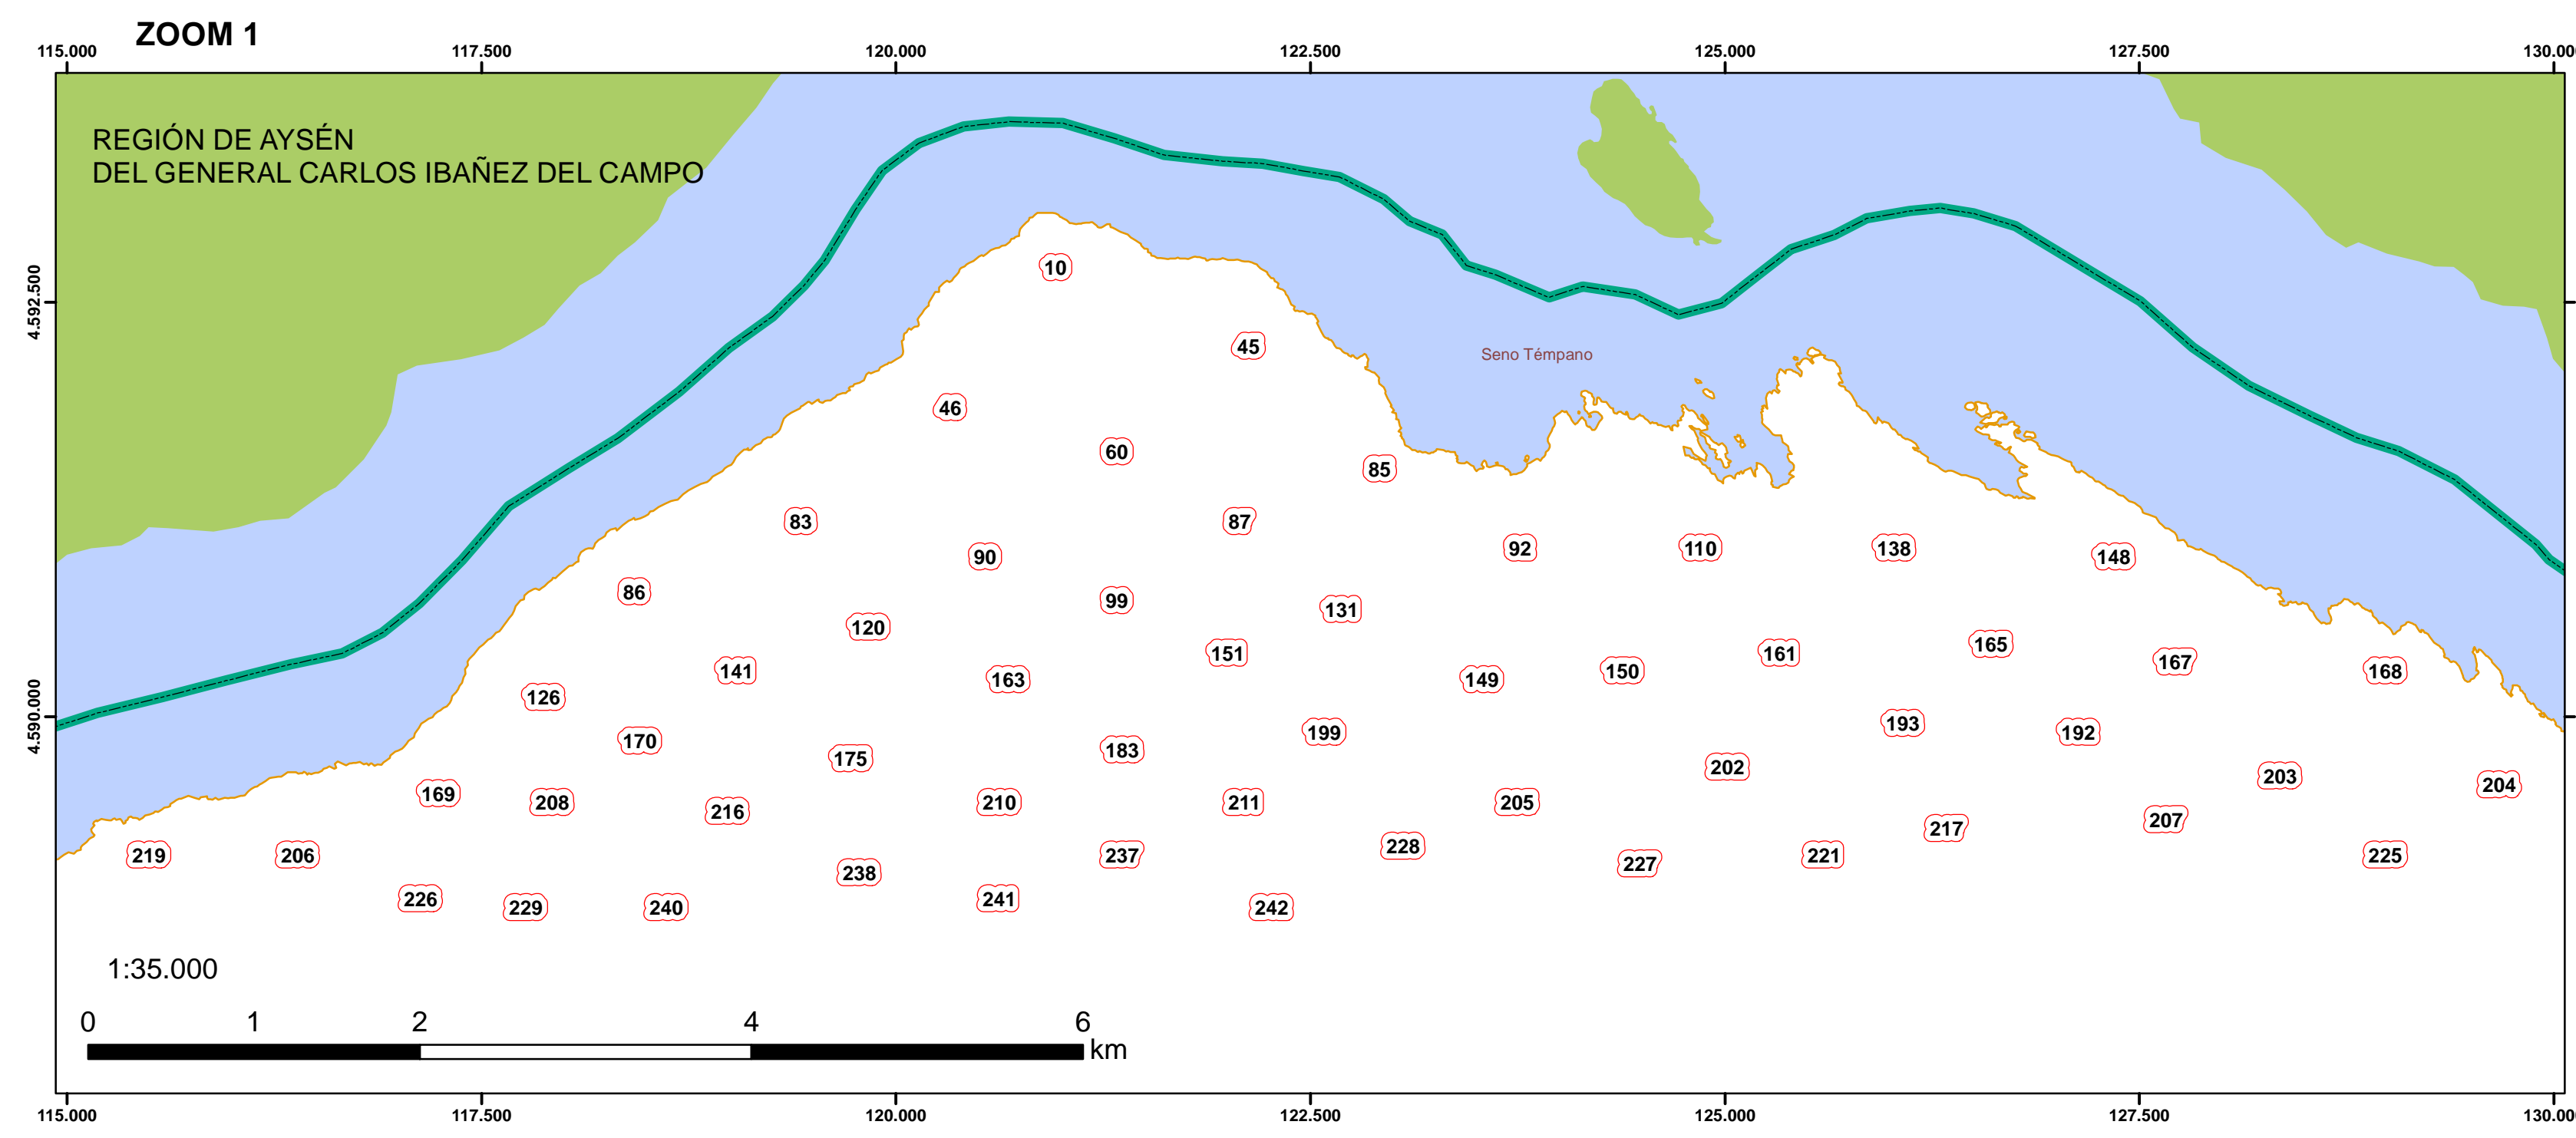 ZOOM 1
115.000 117.500 120.000 122.500 125.000 127.500 130.00
REGIÓN DE AYSÉN
DEL GENERAL CARLOS IBAÑEZ DEL CAMPO
10
4.592.500
45
Seno Témpano
46
60
85
83 87
90 92 110 138 148
86 99 131
120
141 151 161 165 167 168
126 163 149 150
170 199 193 192
175 183 202 203 204
169 208 216 210 211 205 207
219 206 237 228 227 221 217 225
238
226 229 240 241 242
4.590.000
1:35.000
0 1 2 4 6
km
115.000 117.500 120.000 122.500 125.000 127.500 130.00